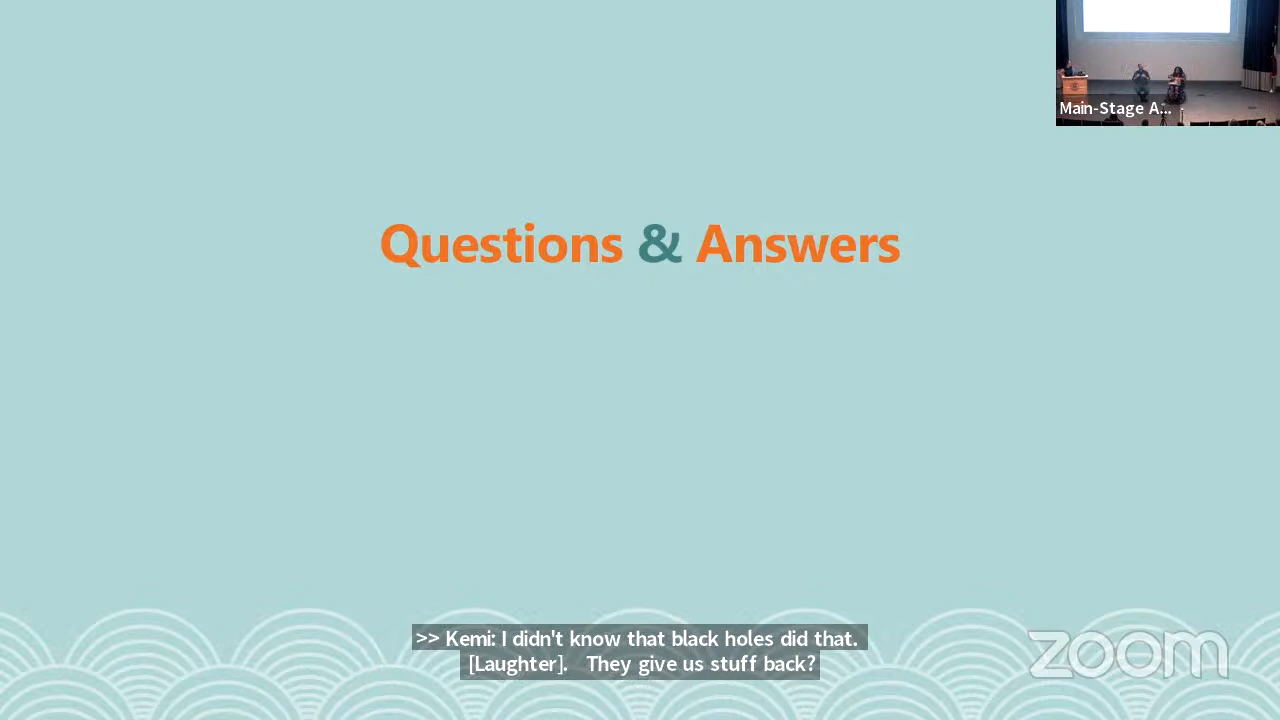 Main-Stage A...
Questions & Answers
>> Kemi: I didn't know that black holes did that.
[Laughter].   They give us stuff back?
zoom